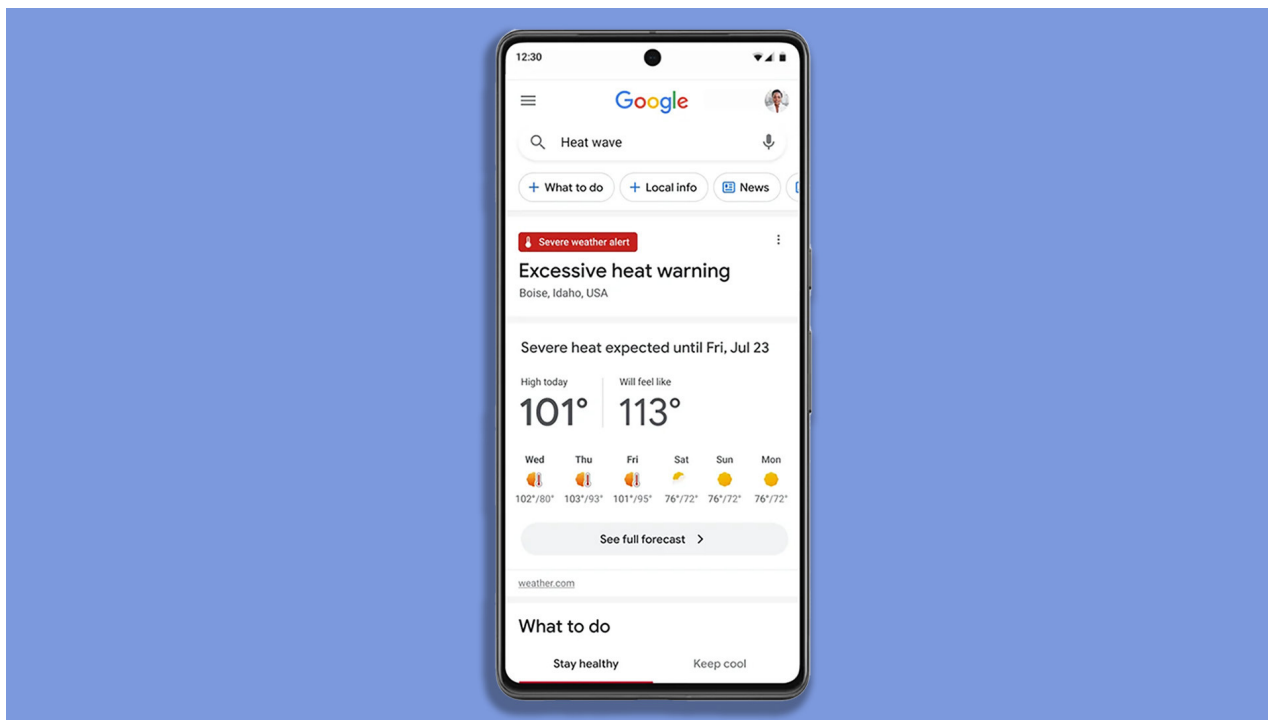 12:30
Google
Heat wave
What to do Local info News
Severe weather alert
Excessive heat warning
Boise, Idaho, USA
Severe heat expected until Fri, Jul 23
High today Will feel like
101° 113°
Wed Thu Fri Sat Sun Mon
102°/80° 103°/93° 101°/95° 76°/72° 76°/72° 76°/72°
See full forecast
weather.com
What to do
Stay healthy Keep cool